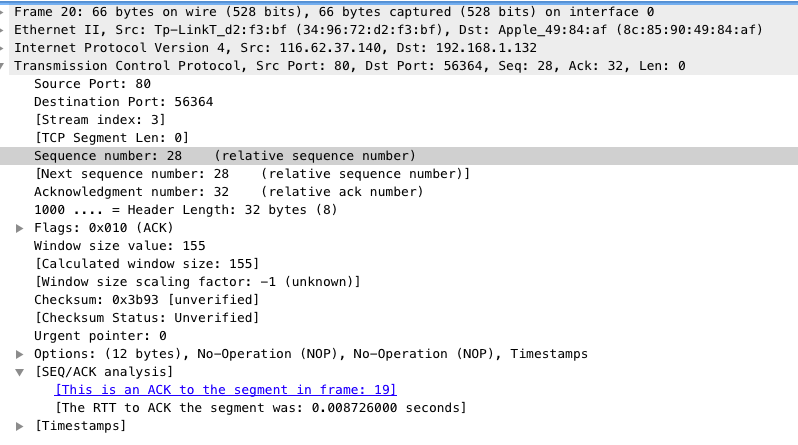 Frame 20: 66 bytes on wire (528 bits), 66 bytes captured (528 bits) on interface 0
Ethernet II, Src: Tp-LinkT_d2:f3:bf (34:96:72:d2:f3:bf), Dst: Apple_49:84:af (8c:85:90:49:84:af)
Internet Protocol Version 4, Src: 116.62.37.140, Dst: 192.168.1.132
Transmission Control Protocol, Src Port: 80, Dst Port: 56364, Seq: 28, Ack: 32, Len: 0
Source Port: 80
Destination Port: 56364
[Stream index: 3]
[TCP Segment Len: 0]
Sequence number: 28    (relative sequence number)
[Next sequence number: 28    (relative sequence number)]
Acknowledgment number: 32    (relative ack number)
1000 .... = Header Length: 32 bytes (8)
Flags: 0x010 (ACK)
Window size value: 155
[Calculated window size: 155]
[Window size scaling factor: -1 (unknown)]
Checksum: 0x3b93 [unverified]
[Checksum Status: Unverified]
Urgent pointer: 0
Options: (12 bytes), No-Operation (NOP), No-Operation (NOP), Timestamps
[SEQ/ACK analysis]
[This is an ACK to the segment in frame: 19]
[The RTT to ACK the segment was: 0.008726000 seconds]
[Timestamps]